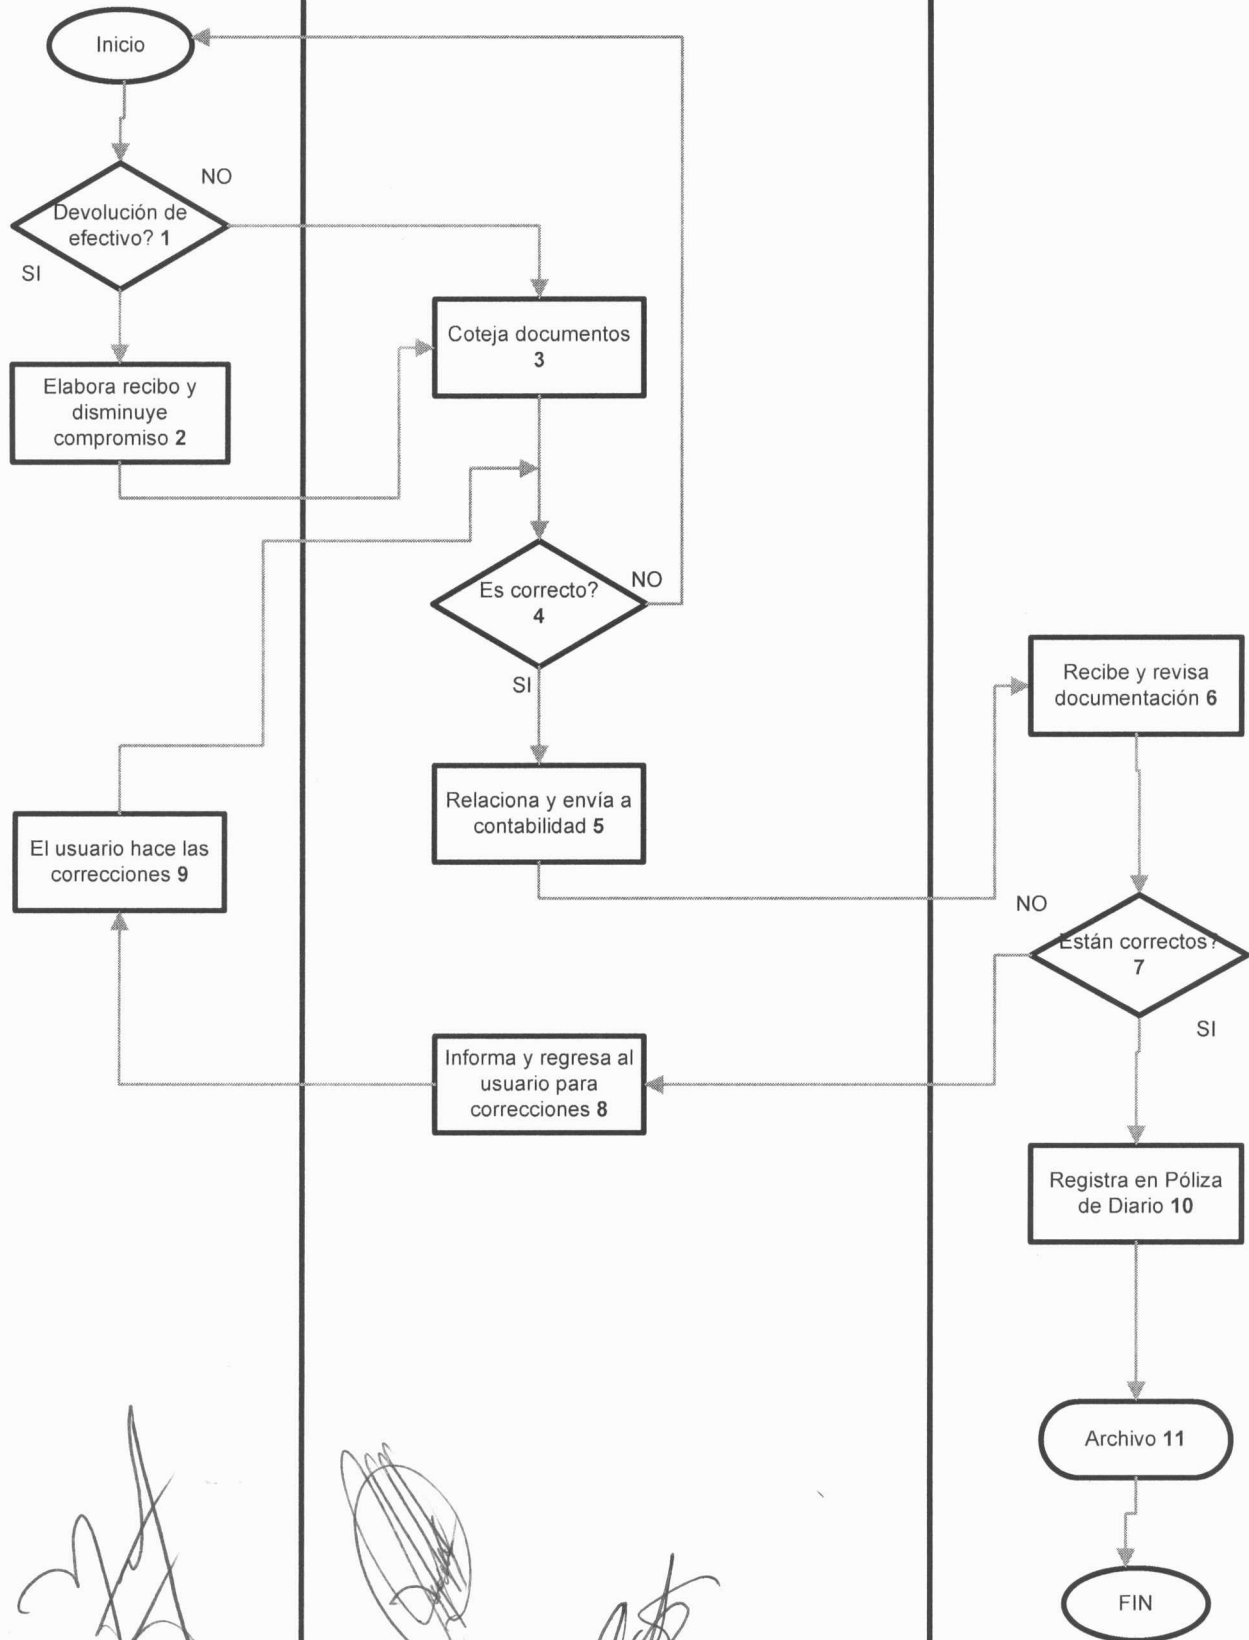 Inicio
NO
Devolución de
efectivo? 1
SI
Coteja documentos
3
Elabora recibo y
disminuye
compromiso 2
Es correcto?
4
NO
SI
Recibe y revisa
documentación 6
Relaciona y envía a
contabilidad 5
El usuario hace las
correcciones 9
NO
Están correctos?
7
SI
Informa y regresa al
usuario para
correcciones 8
Registra en Póliza
de Diario 10
Archivo 11
FIN